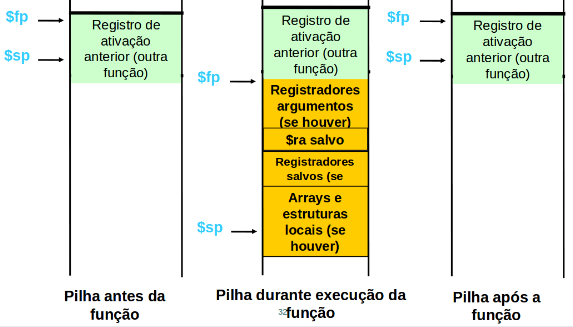 $fp
Registro de
ativação
anterior (outra
função)
$sp
Pilha antes da
função
Registro de
ativação
anterior (outra
função)
$fp
Registradores
argumentos
(se houver)
$ra salvo
Registradores
salvos (se
Arrays e
estruturas
locais (se
houver)
$sp
Pilha durante execução da
função
32
$fp
Registro de
ativação
anterior (outra
função)
$sp
Pilha após a
função